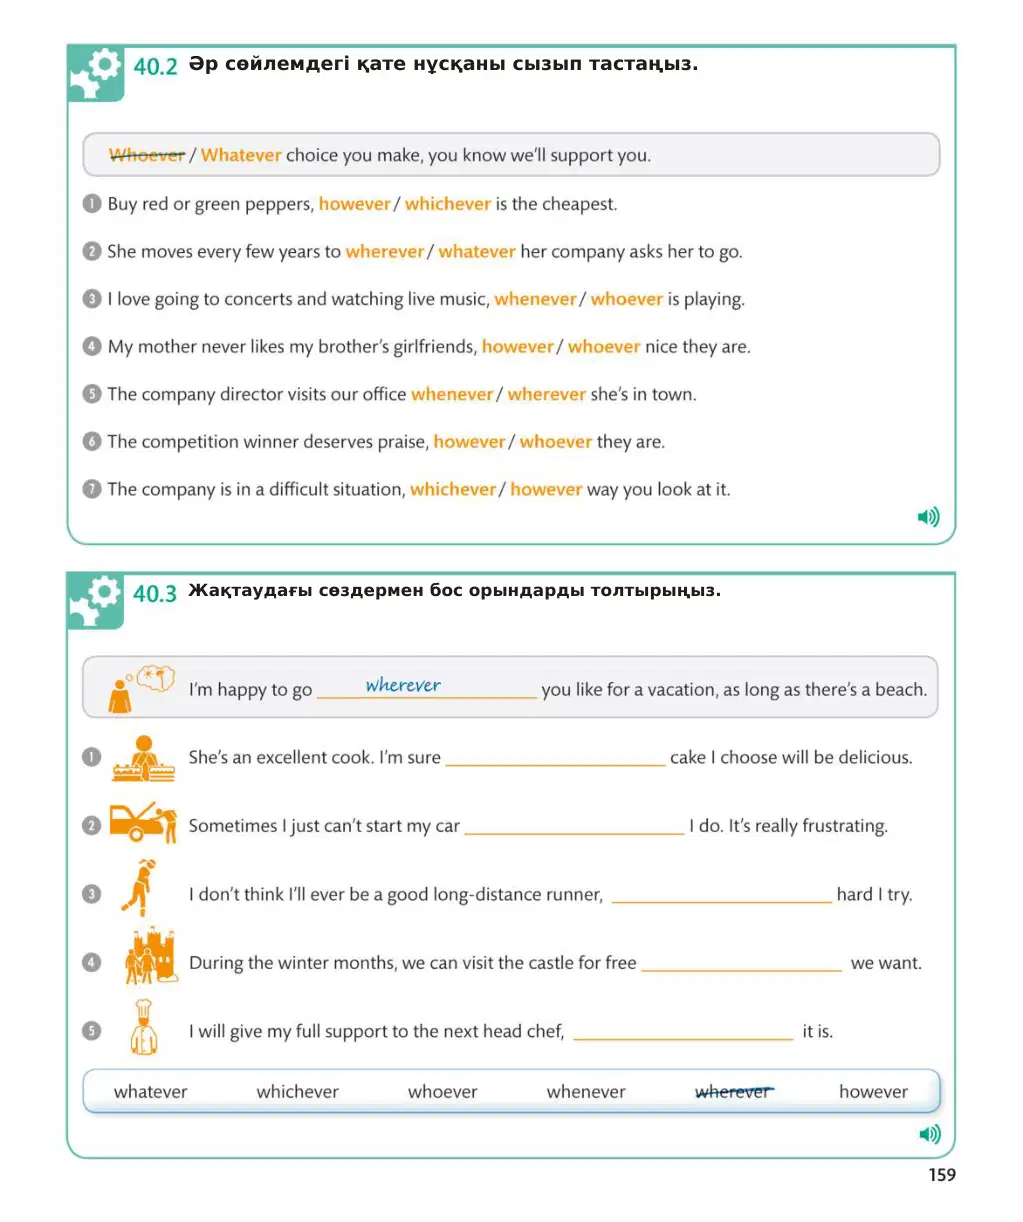 40.2 Әр сөйлемдегі қате нұсқаны сызып тастаңыз.
Whoever / Whatever choice you make, you know we'll support you.
1 Buy red or green peppers, however / whichever is the cheapest.
2 She moves every few years to wherever / whatever her company asks her to go.
3 I love going to concerts and watching live music, whenever / whoever is playing.
4 My mother never likes my brother's girlfriends, however / whoever nice they are.
5 The company director visits our office whenever / wherever she's in town.
6 The competition winner deserves praise, however / whoever they are.
7 The company is in a difficult situation, whichever / however way you look at it.
40.3 Жақтаудағы сөздермен бос орындарды толтырыңыз.
I'm happy to go wherever you like for a vacation, as long as there's a beach.
1 She's an excellent cook. I'm sure ____ cake I choose will be delicious.
2 Sometimes I just can't start my car ____ I do. It's really frustrating.
3 I don't think I'll ever be a good long-distance runner, ____ hard I try.
4 During the winter months, we can visit the castle for free ____ we want.
5 I will give my full support to the next head chef, ____ it is.
whatever whichever whoever whenever wherever however
159